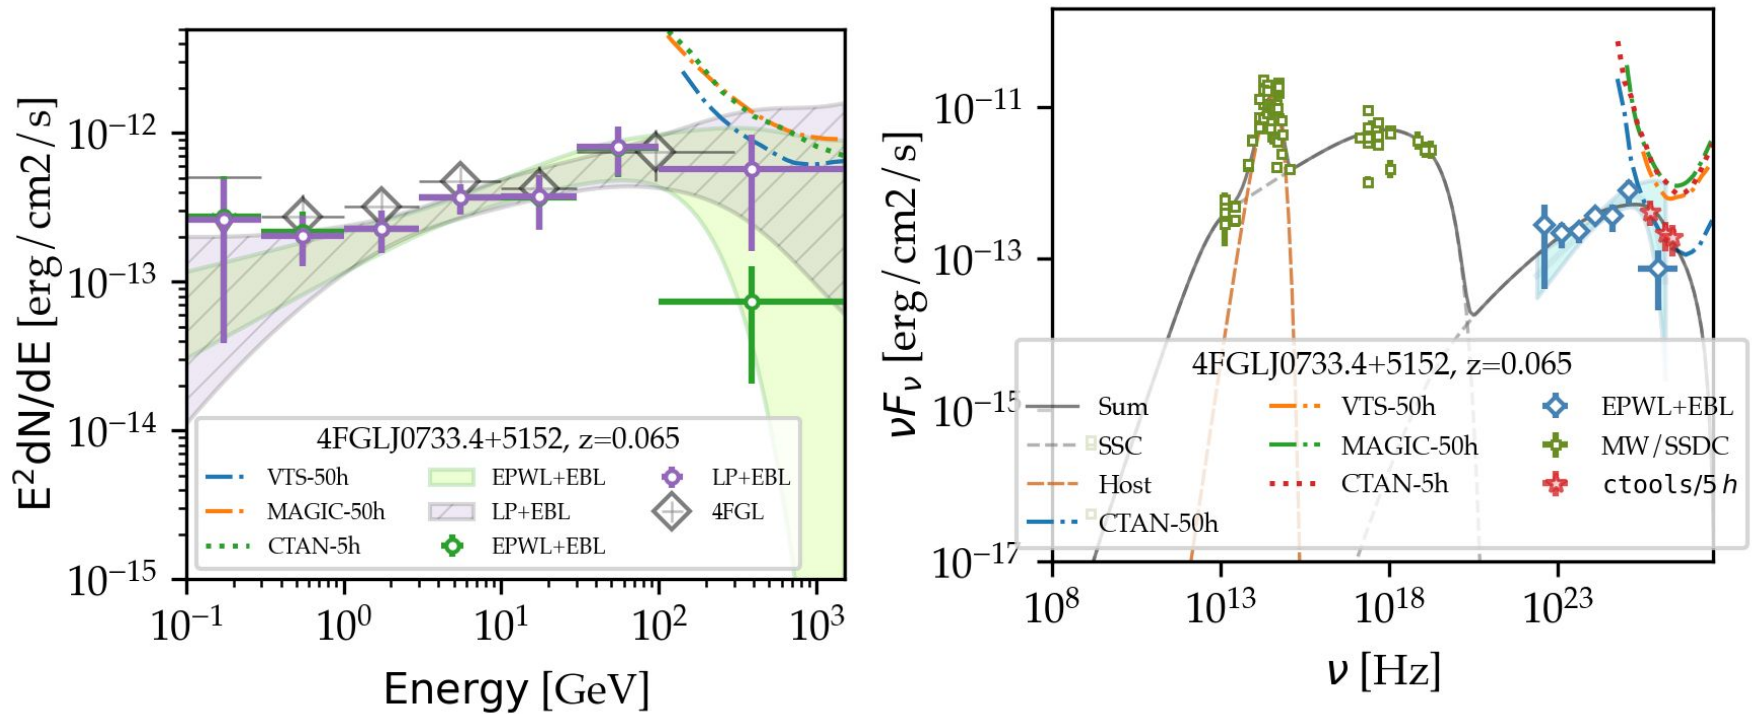 E²dN/dE [erg/cm2/s]
10⁻¹²
10⁻¹³
10⁻¹⁴
10⁻¹⁵
4FGLJ0733.4+5152, z=0.065
VTS-50h
MAGIC-50h
CTAN-5h
EPWL+EBL
LP+EBL
EPWL+EBL
LP+EBL
4FGL
10⁻¹ 10⁰ 10¹ 10² 10³
Energy [GeV]
νFᵥ [erg/cm2/s]
10⁻¹¹
10⁻¹³
10⁻¹⁵
10⁻¹⁷
4FGLJ0733.4+5152, z=0.065
Sum
SSC
Host
CTAN-50h
VTS-50h
MAGIC-50h
CTAN-5h
EPWL+EBL
MW/SSDC
ctools/5 h
10⁸ 10¹³ 10¹⁸ 10²³
ν [Hz]